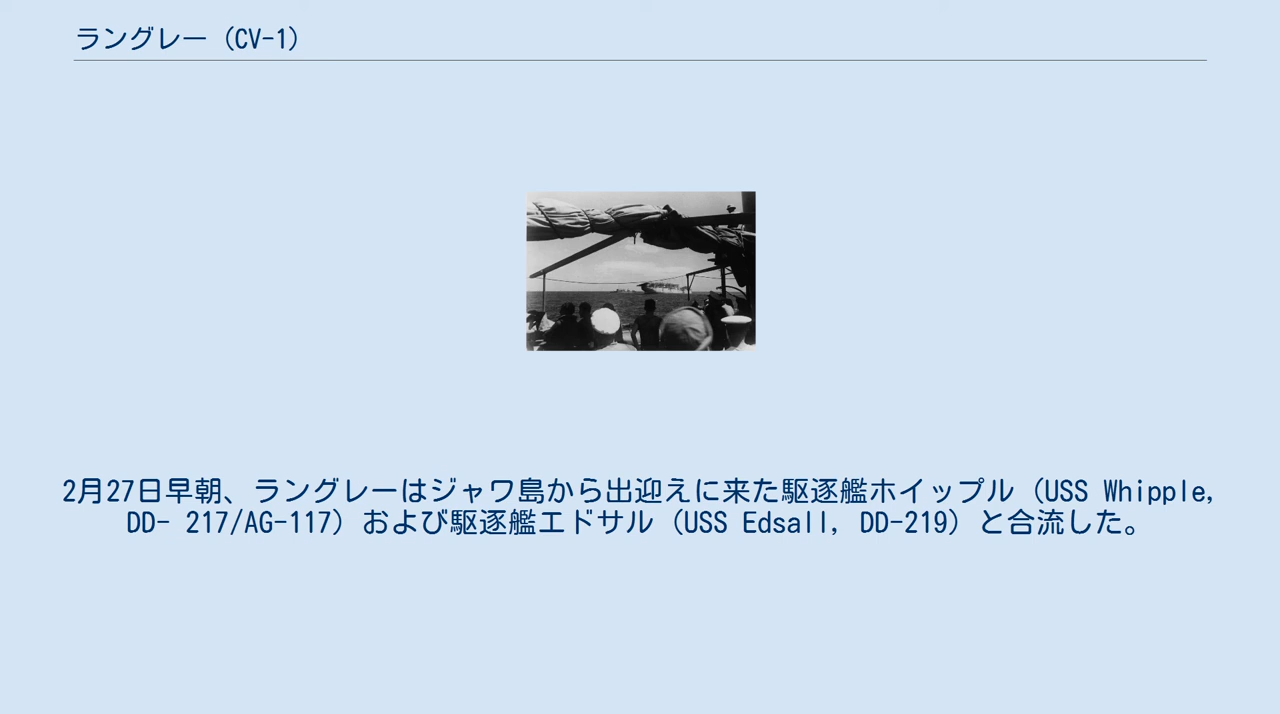 ラングレー（CV-1）
2月27日早朝、ラングレーはジャワ島から出迎えに来た駆逐艦ホイップル（USS Whipple,
DD- 217/AG-117）および駆逐艦エドサル（USS Edsall, DD-219）と合流した。